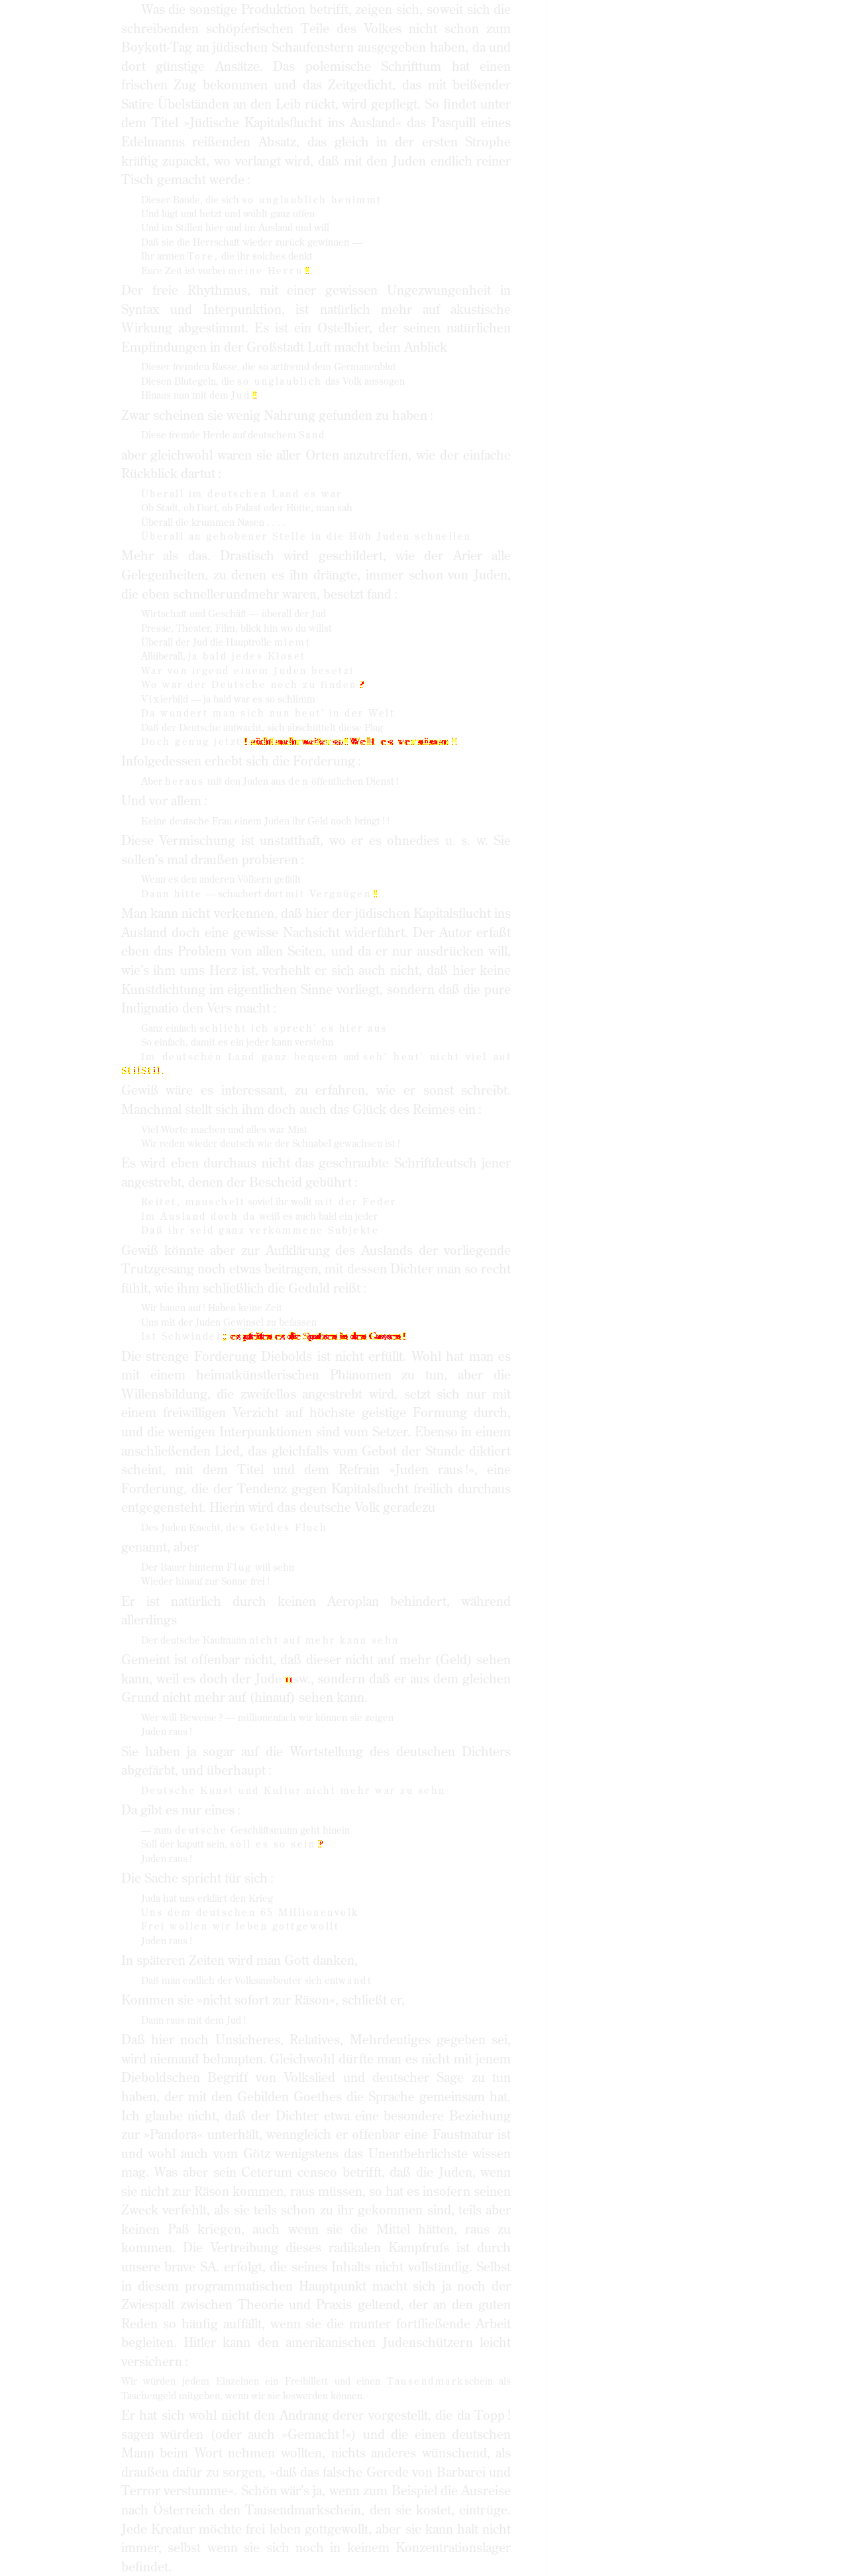 Was die sonstige Produktion betrifft, zeigen sich, soweit sich die
schreibenden schöpferischen Teile des Volkes nicht schon zum
Boykott-Tag an jüdischen Schaufenstern ausgegeben haben, da und
dort günstige Ansätze. Das polemische Schrifttum hat einen
frischen Zug bekommen und das Zeitgedicht, das mit beißender
Satire Übelständen an den Leib rückt, wird gepflegt. So findet unter
dem Titel »Jüdische Kapitalsflucht ins Ausland« das Pasquill eines
Edelmanns reißenden Absatz, das gleich in der ersten Strophe
kräftig zupackt, wo verlangt wird, daß mit den Juden endlich reiner
Tisch gemacht werde :
Dieser Bande, die sich so unglaublich benimmt
Und lügt und hetzt und wühlt ganz offen
Und im Stillen hier und im Ausland und will
Daß sie die Herrschaft wieder zurück gewinnen —
Ihr armen Tore, die ihr solches denkt
Eure Zeit ist vorbei meine Herrn !!
Der freie Rhythmus, mit einer gewissen Ungezwungenheit in
Syntax und Interpunktion, ist natürlich mehr auf akustische
Wirkung abgestimmt. Es ist ein Ostelbier, der seinen natürlichen
Empfindungen in der Großstadt Luft macht beim Anblick
Dieser fremden Rasse, die so artfremd dem Germanenblut
Diesen Blutegeln, die so unglaublich das Volk aussogen
Hinaus nun mit dem Jud !!
Zwar scheinen sie wenig Nahrung gefunden zu haben :
Diese fremde Herde auf deutschem Sand
aber gleichwohl waren sie aller Orten anzutreffen, wie der einfache
Rückblick dartut :
Überall im deutschen Land es war
Ob Stadt, ob Dorf, ob Palast oder Hütte, man sah
Überall die krummen Nasen . . . .
Überall an gehobener Stelle in die Höh Juden schnellen
Mehr als das. Drastisch wird geschildert, wie der Arier alle
Gelegenheiten, zu denen es ihn drängte, immer schon von Juden,
die eben schnellerundmehr waren, besetzt fand :
Wirtschaft und Geschäft — überall der Jud
Presse, Theater, Film, blick hin wo du willst
Überall der Jud die Hauptrolle miemt
Allüberall, ja bald jedes Kloset
War von irgend einem Juden besetzt
Wo war der Deutsche noch zu finden ?
Vixierbild — ja bald war es so schlimm
Da wundert man sich nun heut' in der Welt
Daß der Deutsche aufwacht, sich abschüttelt diese Plag
Doch genug jetzt !
Infolgedessen erhebt sich die Forderung :
Aber heraus mit den Juden aus den öffentlichen Dienst !
Und vor allem :
Keine deutsche Frau einem Juden ihr Geld noch bringt ! !
Diese Vermischung ist unstatthaft, wo er es ohnedies u. s. w. Sie
sollen's mal draußen probieren :
Wenn es den anderen Völkern gefällt
Dann bitte — schachert dort mit Vergnügen !!
Man kann nicht verkennen, daß hier der jüdischen Kapitalsflucht ins
Ausland doch eine gewisse Nachsicht widerfährt. Der Autor erfaßt
eben das Problem von allen Seiten, und da er nur ausdrücken will,
wie's ihm ums Herz ist, verhehlt er sich auch nicht, daß hier keine
Kunstdichtung im eigentlichen Sinne vorliegt, sondern daß die pure
Indignatio den Vers macht :
Ganz einfach schlicht ich sprech' es hier aus
So einfach, damit es ein jeder kann verstehn
Im deutschen Land ganz bequem und seh' heut' nicht viel auf
Stil
Gewiß wäre es interessant, zu erfahren, wie er sonst schreibt.
Manchmal stellt sich ihm doch auch das Glück des Reimes ein :
Viel Worte machen und alles war Mist
Wir reden wieder deutsch wie der Schnabel gewachsen ist !
Es wird eben durchaus nicht das geschraubte Schriftdeutsch jener
angestrebt, denen der Bescheid gebührt :
Keifet, mauschelt soviel ihr wollt mit der Feder
Im Ausland doch da weiß es auch bald ein jeder
Daß ihr seid ganz verkommene Subjekte
Gewiß könnte aber zur Aufklärung des Auslands der vorliegende
Trutzgesang noch etwas beitragen, mit dessen Dichter man so recht
fühlt, wie ihm schließlich die Geduld reißt :
Wir bauen auf! Haben keine Zeit
Uns mit der Juden Gewinsel zu befassen
Ist Schwindel ; es pfeifen es die Spatzen in den Gassen !
Die strenge Forderung Diebolds ist nicht erfüllt. Wohl hat man es
mit einem heimatkünstlerischen Phänomen zu tun, aber die
Willensbildung, die zweifellos angestrebt wird, setzt sich nur mit
einem freiwilligen Verzicht auf höchste geistige Formung durch,
und die wenigen Interpunktionen sind vom Setzer. Ebenso in einem
anschließenden Lied, das gleichfalls vom Gebot der Stunde diktiert
scheint, mit dem Titel und dem Refrain »Juden raus !«, eine
Forderung, die der Tendenz gegen Kapitalsflucht freilich durchaus
entgegensteht. Hierin wird das deutsche Volk geradezu
Des Juden Knecht, des Geldes Fluch
genannt, aber
Der Bauer hinterm Flug will sehn
Wieder hinauf zur Sonne frei !
Er ist natürlich durch keinen Aeroplan behindert, während
allerdings
Der deutsche Kaufmann nicht auf mehr kann sehn
Gemeint ist offenbar nicht, daß dieser nicht auf mehr (Geld) sehen
kann, weil es doch der Jude usw., sondern daß er aus dem gleichen
Grund nicht mehr auf (hinauf) sehen kann.
Wer will Beweise ? — millionenfach wir können sie zeigen
Juden raus !
Sie haben ja sogar auf die Wortstellung des deutschen Dichters
abgefärbt, und überhaupt :
Deutsche Kunst und Kultur nicht mehr war zu sehn
Da gibt es nur eines :
— zum deutsche Geschäftsmann geht hinein
Soll der kaputt sein, soll es so sein ?
Juden raus !
Die Sache spricht für sich :
Juda hat uns erklärt den Krieg
Uns dem deutschen 65 Millionenvolk
Frei wollen wir leben gottgewollt
Juden raus !
In späteren Zeiten wird man Gott danken,
Daß man endlich der Volksausbeuter sich entwandt
Kommen sie »nicht sofort zur Räson«, schließt er,
Dann raus mit dem Jud !
Daß hier noch Unsicheres, Relatives, Mehrdeutiges gegeben sei,
wird niemand behaupten. Gleichwohl dürfte man es nicht mit jenem
Dieboldschen Begriff von Volkslied und deutscher Sage zu tun
haben, der mit den Gebilden Goethes die Sprache gemeinsam hat.
Ich glaube nicht, daß der Dichter etwa eine besondere Beziehung
zur »Pandora« unterhält, wenngleich er offenbar eine Faustnatur ist
und wohl auch vom Götz wenigstens das Unentbehrlichste wissen
mag. Was aber sein Ceterum censeo betrifft, daß die Juden, wenn
sie nicht zur Räson kommen, raus müssen, so hat es insofern seinen
Zweck verfehlt, als sie teils schon zu ihr gekommen sind, teils aber
keinen Paß kriegen, auch wenn sie die Mittel hätten, raus zu
kommen. Die Vertreibung dieses radikalen Kampfrufs ist durch
unsere brave SA. erfolgt, die seines Inhalts nicht vollständig. Selbst
in diesem programmatischen Hauptpunkt macht sich ja noch der
Zwiespalt zwischen Theorie und Praxis geltend, der an den guten
Reden so häufig auffällt, wenn sie die munter fortfließende Arbeit
begleiten. Hitler kann den amerikanischen Judenschützern leicht
versichern :
Wir würden jedem Einzelnen ein Freibillett und einen Tausendmarkschein als
Taschengeld mitgeben, wenn wir sie loswerden können.
Er hat sich wohl nicht den Andrang derer vorgestellt, die da Topp !
sagen würden (oder auch »Gemacht !«) und die einen deutschen
Mann beim Wort nehmen wollten, nichts anderes wünschend, als
draußen dafür zu sorgen, »daß das falsche Gerede von Barbarei und
Terror verstumme«. Schön wär's ja, wenn zum Beispiel die Ausreise
nach Österreich den Tausendmarkschein, den sie kostet, eintrüge.
Jede Kreatur möchte frei leben gottgewollt, aber sie kann halt nicht
immer, selbst wenn sie sich noch in keinem Konzentrationslager
befindet.